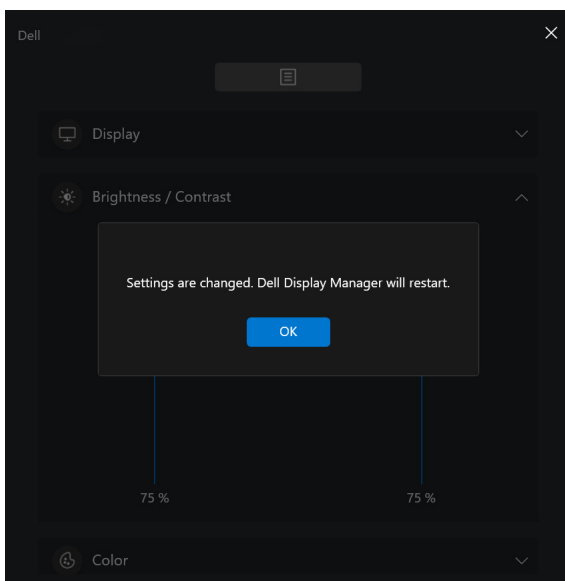 Dell
Display
Brightness / Contrast
Settings are changed. Dell Display Manager will restart.
OK
75 %
75 %
Color